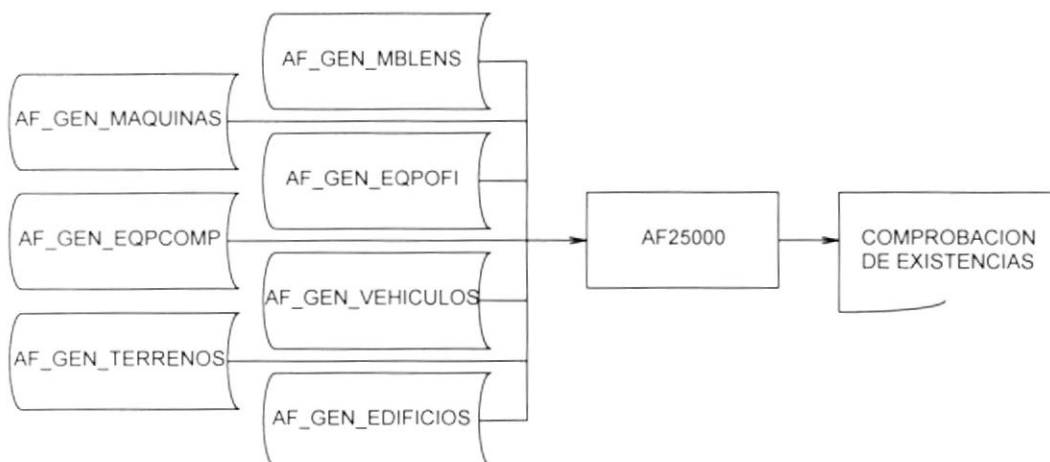 AF_GEN_MBLENS
AF_GEN_MAQUINAS
AF_GEN_EQPOFI
AF_GEN_EQPCOMP
AF_GEN_VEHICULOS
AF_GEN_TERRENOS
AF_GEN_EDIFICIOS
AF25000
COMPROBACION
DE EXISTENCIAS